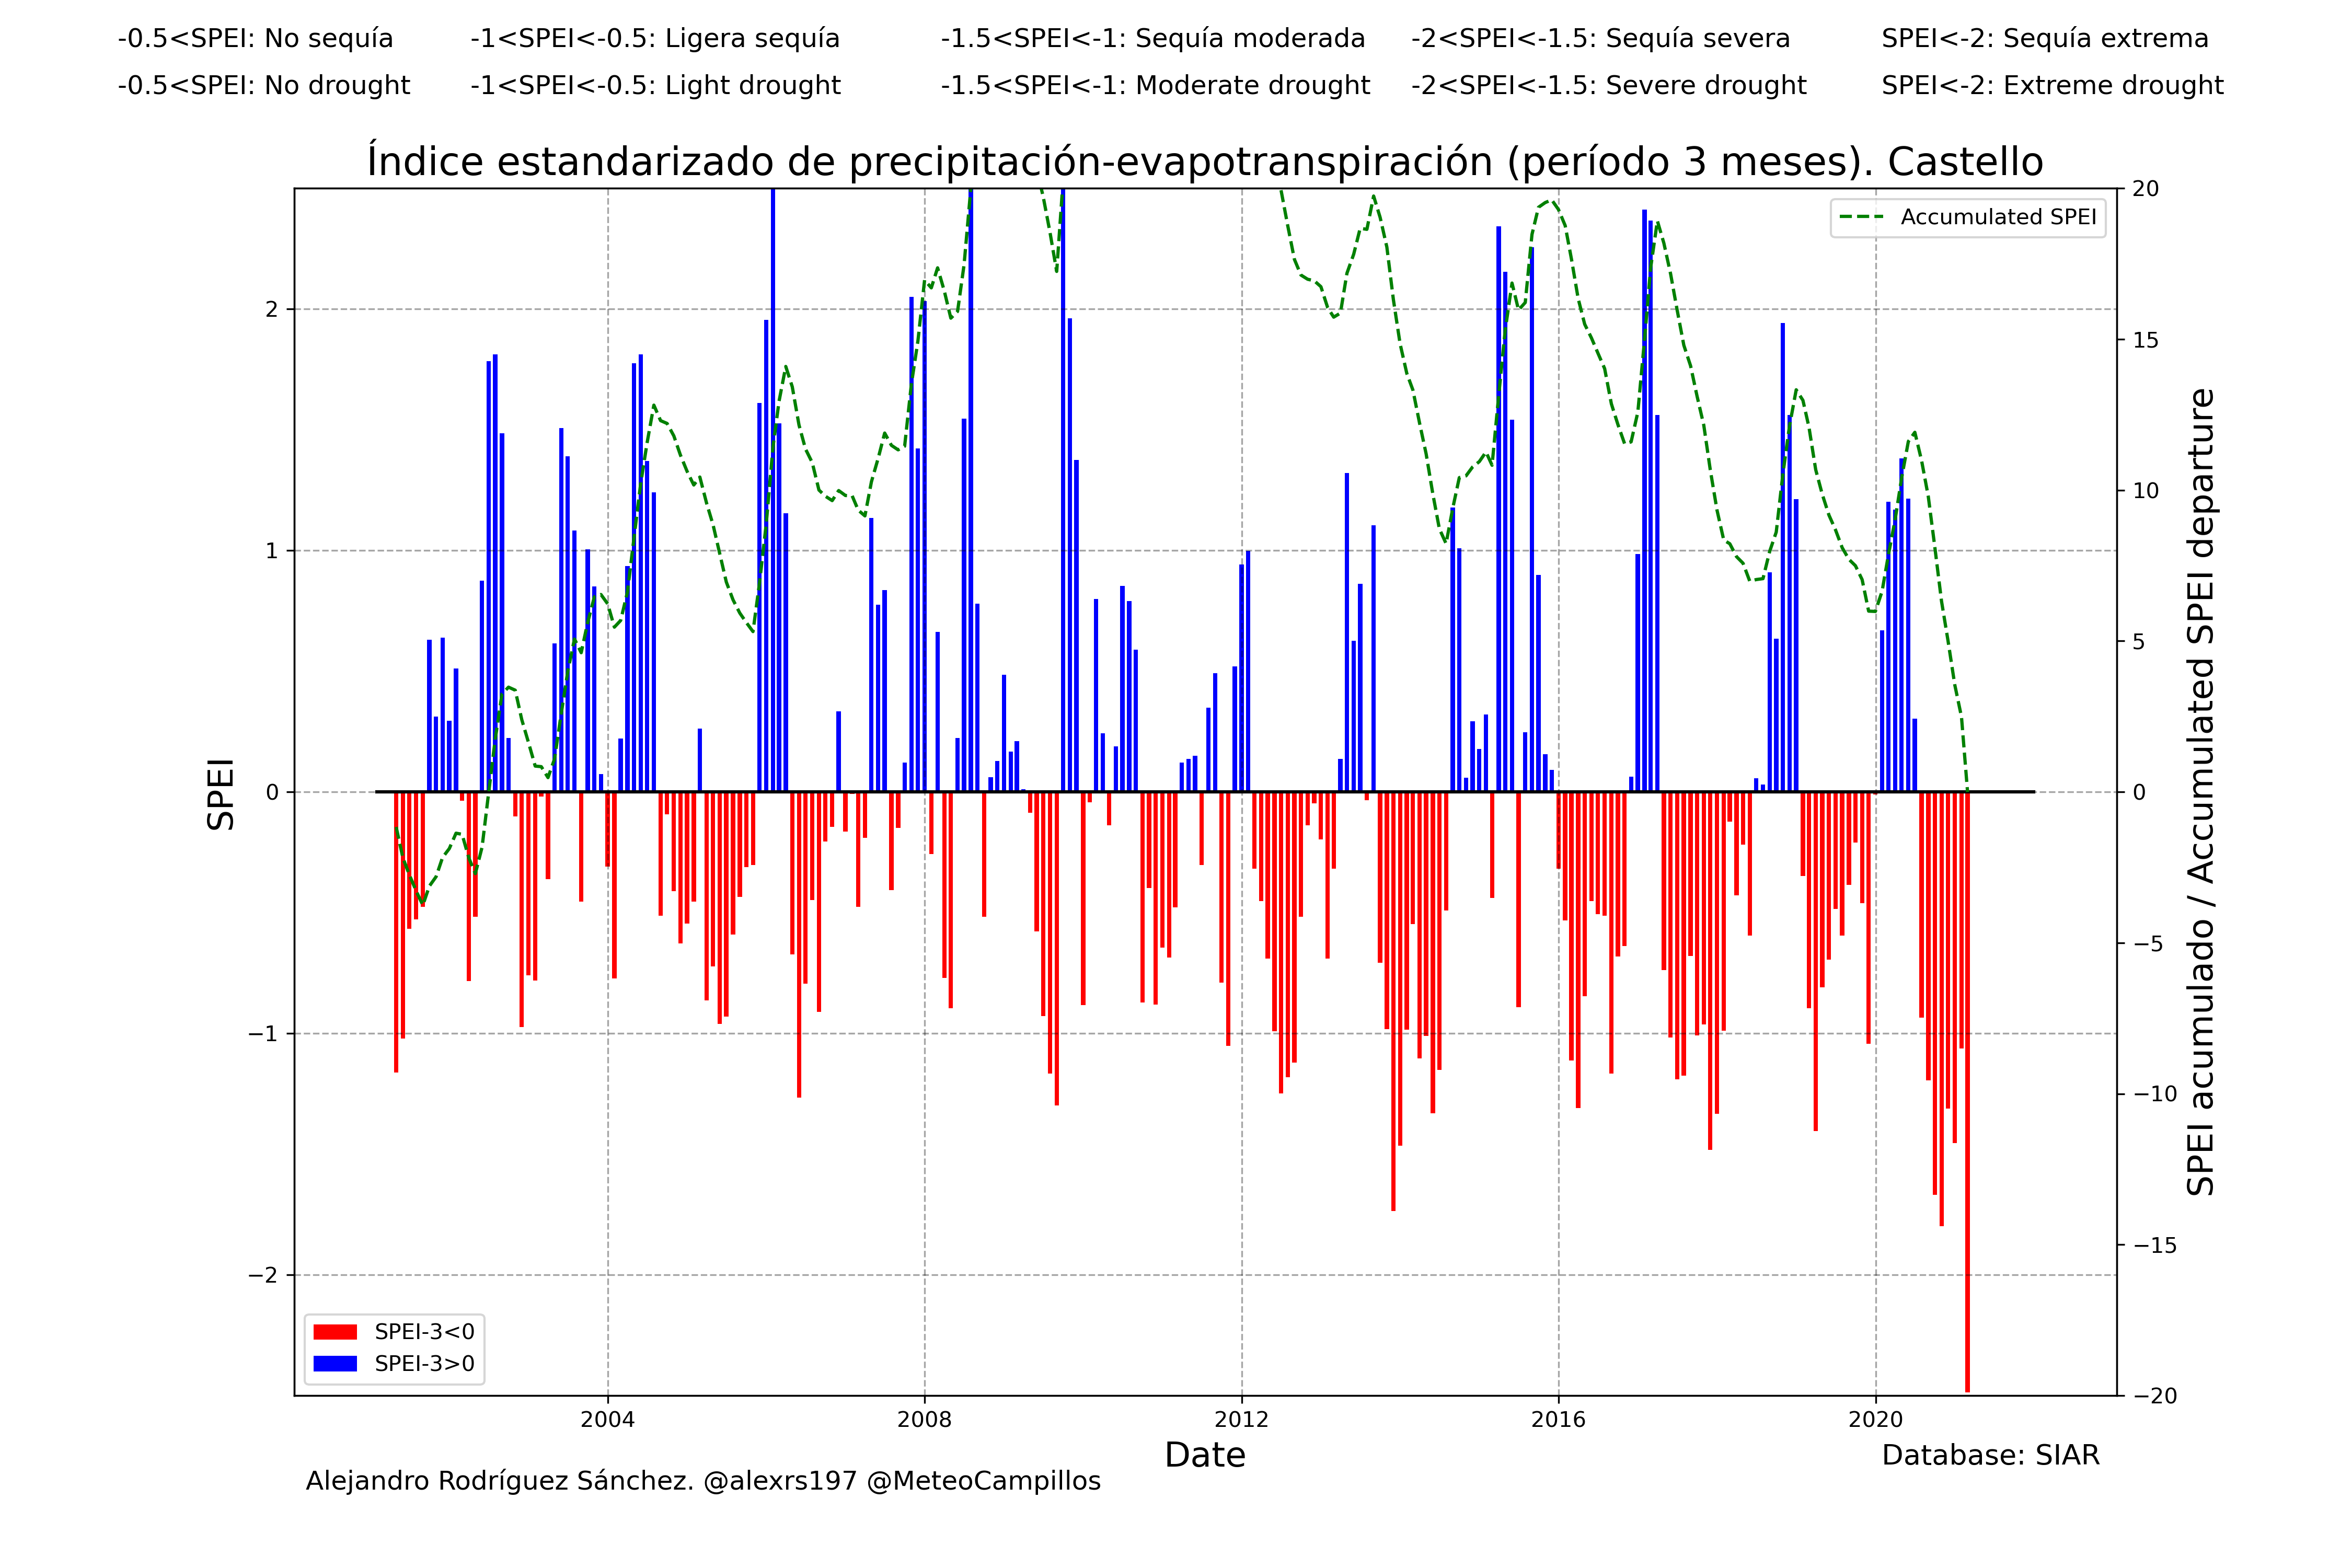 -0.5<SPEI: No sequía -1<SPEI<-0.5: Ligera sequía -1.5<SPEI<-1: Sequía moderada -2<SPEI<-1.5: Sequía severa SPEI<-2: Sequía extrema
-0.5<SPEI: No drought -1<SPEI<-0.5: Light drought -1.5<SPEI<-1: Moderate drought -2<SPEI<-1.5: Severe drought SPEI<-2: Extreme drought
Índice estandarizado de precipitación-evapotranspiración (período 3 meses). Castello
Accumulated SPEI
SPEI
2
1
0
−1
−2
20
15
10
5
0
−5
−10
−15
−20
SPEI acumulado / Accumulated SPEI departure
SPEI-3<0
SPEI-3>0
2004 2008 2012 2016 2020
Date
Database: SIAR
Alejandro Rodríguez Sánchez. @alexrs197 @MeteoCampillos